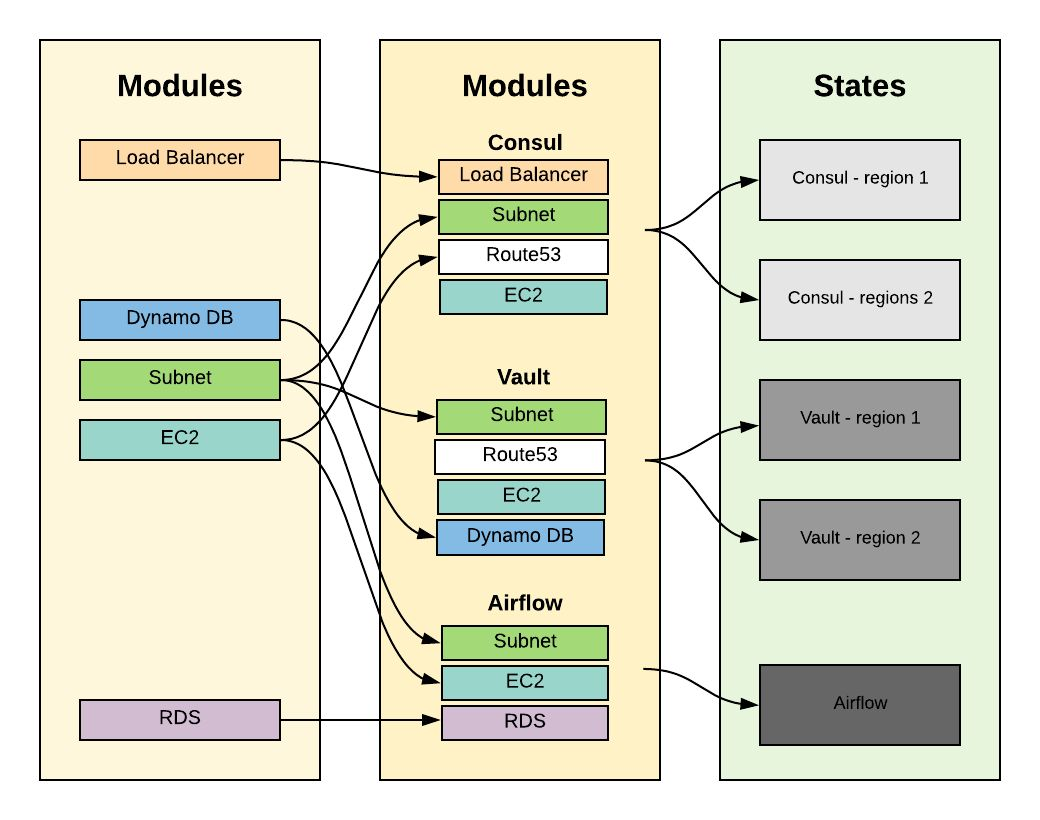 Modules
Load Balancer
Dynamo DB
Subnet
EC2
RDS
Modules
Consul
Load Balancer
Subnet
Route53
EC2
Vault
Subnet
Route53
EC2
Dynamo DB
Airflow
Subnet
EC2
RDS
States
Consul - region 1
Consul - regions 2
Vault - region 1
Vault - region 2
Airflow